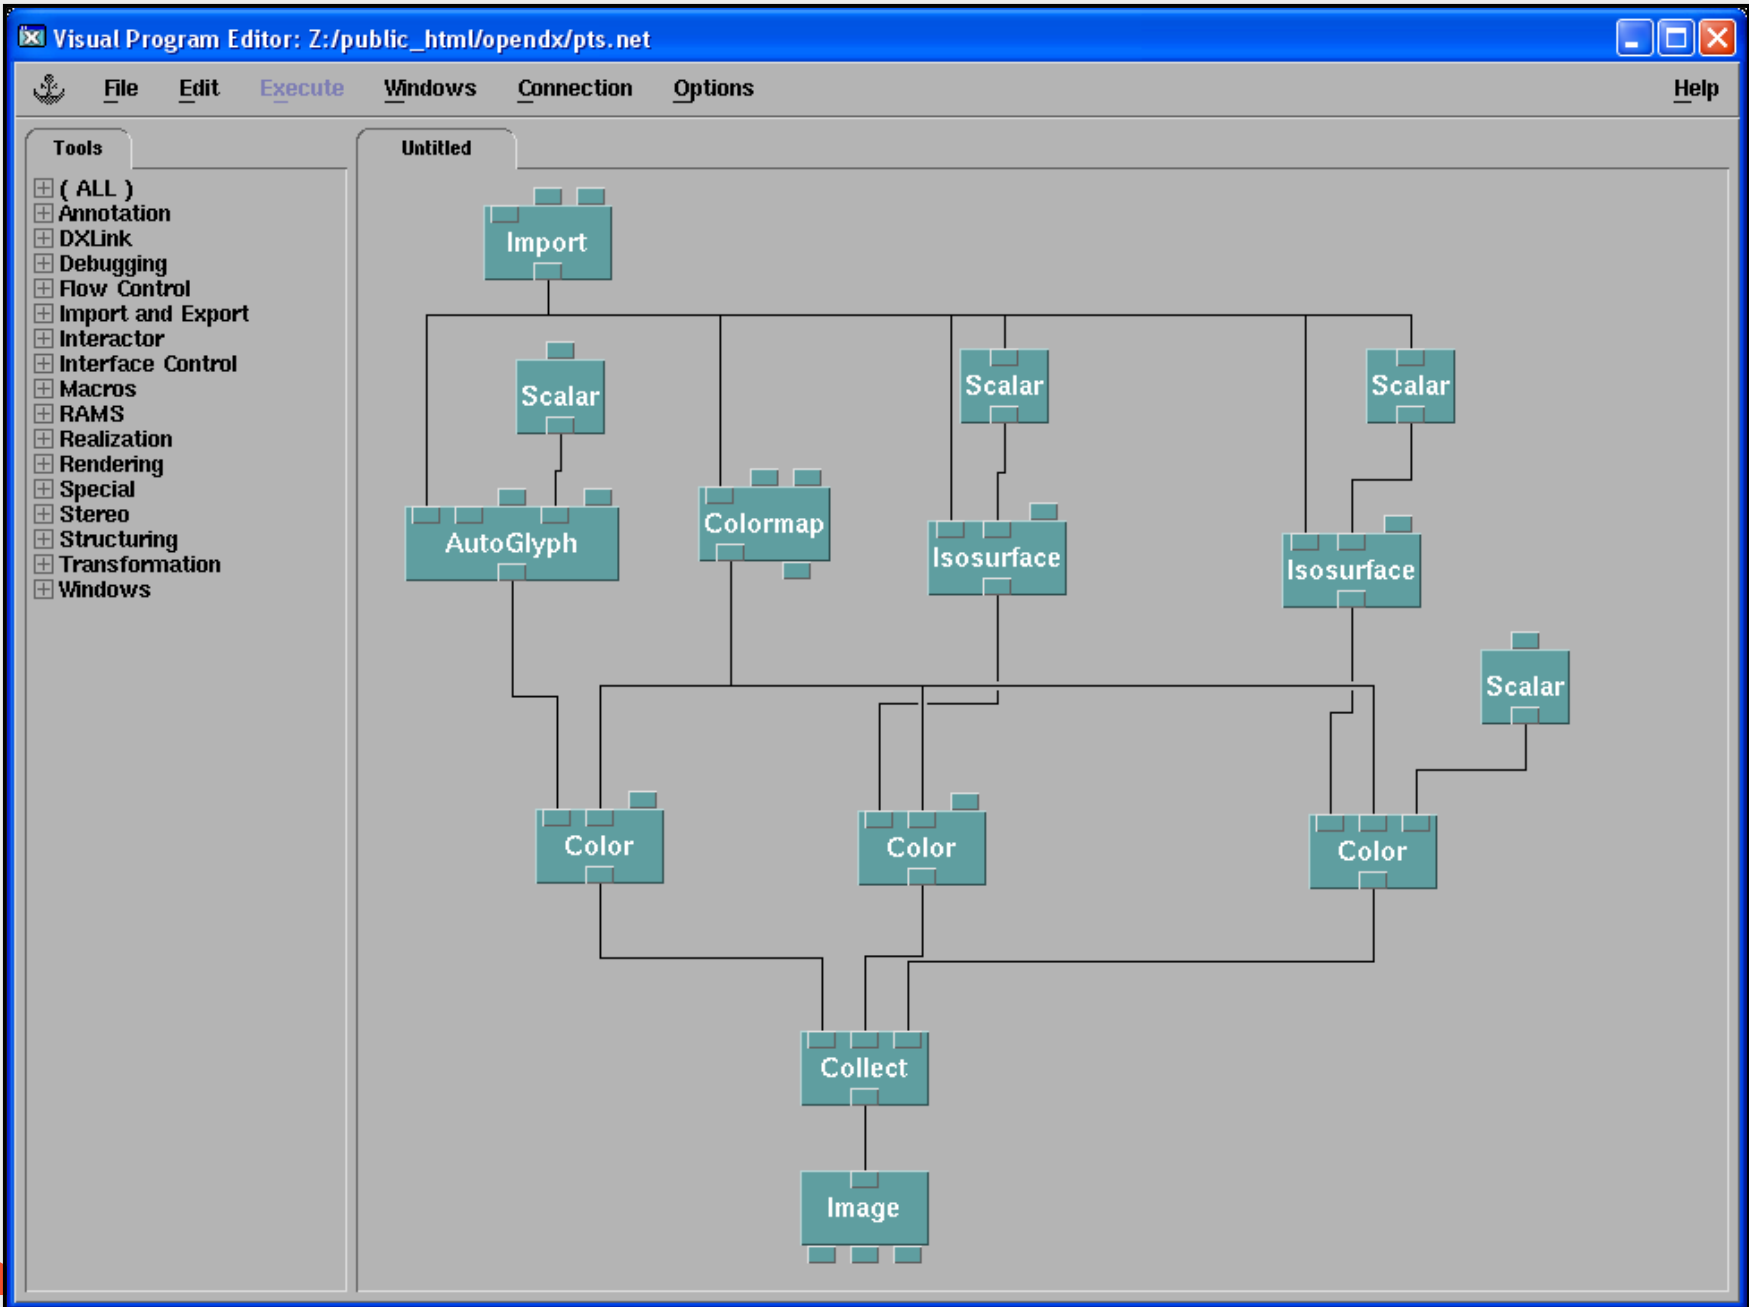 Visual Program Editor: Z:/public_html/opendx/pts.net
File Edit Execute Windows Connection Options Help
Tools
( ALL )
Annotation
DXLink
Debugging
Flow Control
Import and Export
Interactor
Interface Control
Macros
RAMS
Realization
Rendering
Special
Stereo
Structuring
Transformation
Windows
Untitled
Import
Scalar
Scalar
Scalar
AutoGlyph
Colormap
Isosurface
Isosurface
Scalar
Color
Color
Color
Collect
Image